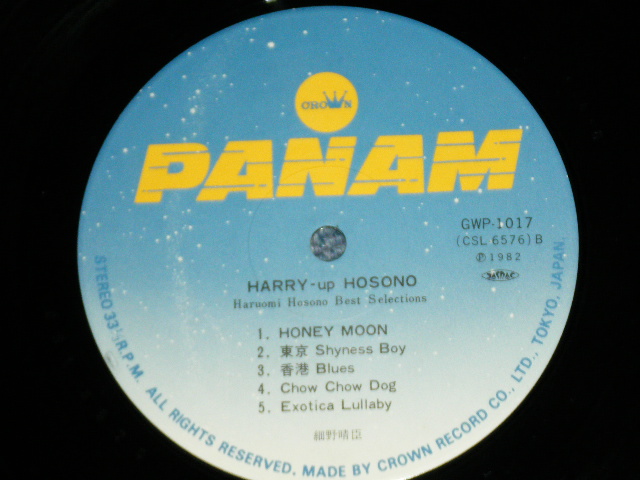 CROWN
PANAM
GWP-1017
(CSL 6576) B
℗ 1982
JASRAC
HARRY-up HOSONO
Haruomi Hosono Best Selections
1. HONEY MOON
2. 東京 Shyness Boy
3. 香港 Blues
4. Chow Chow Dog
5. Exotica Lullaby
細野晴臣
STEREO 33⅓ R.P.M. ALL RIGHTS RESERVED. MADE BY CROWN RECORD CO., LTD., TOKYO, JAPAN.